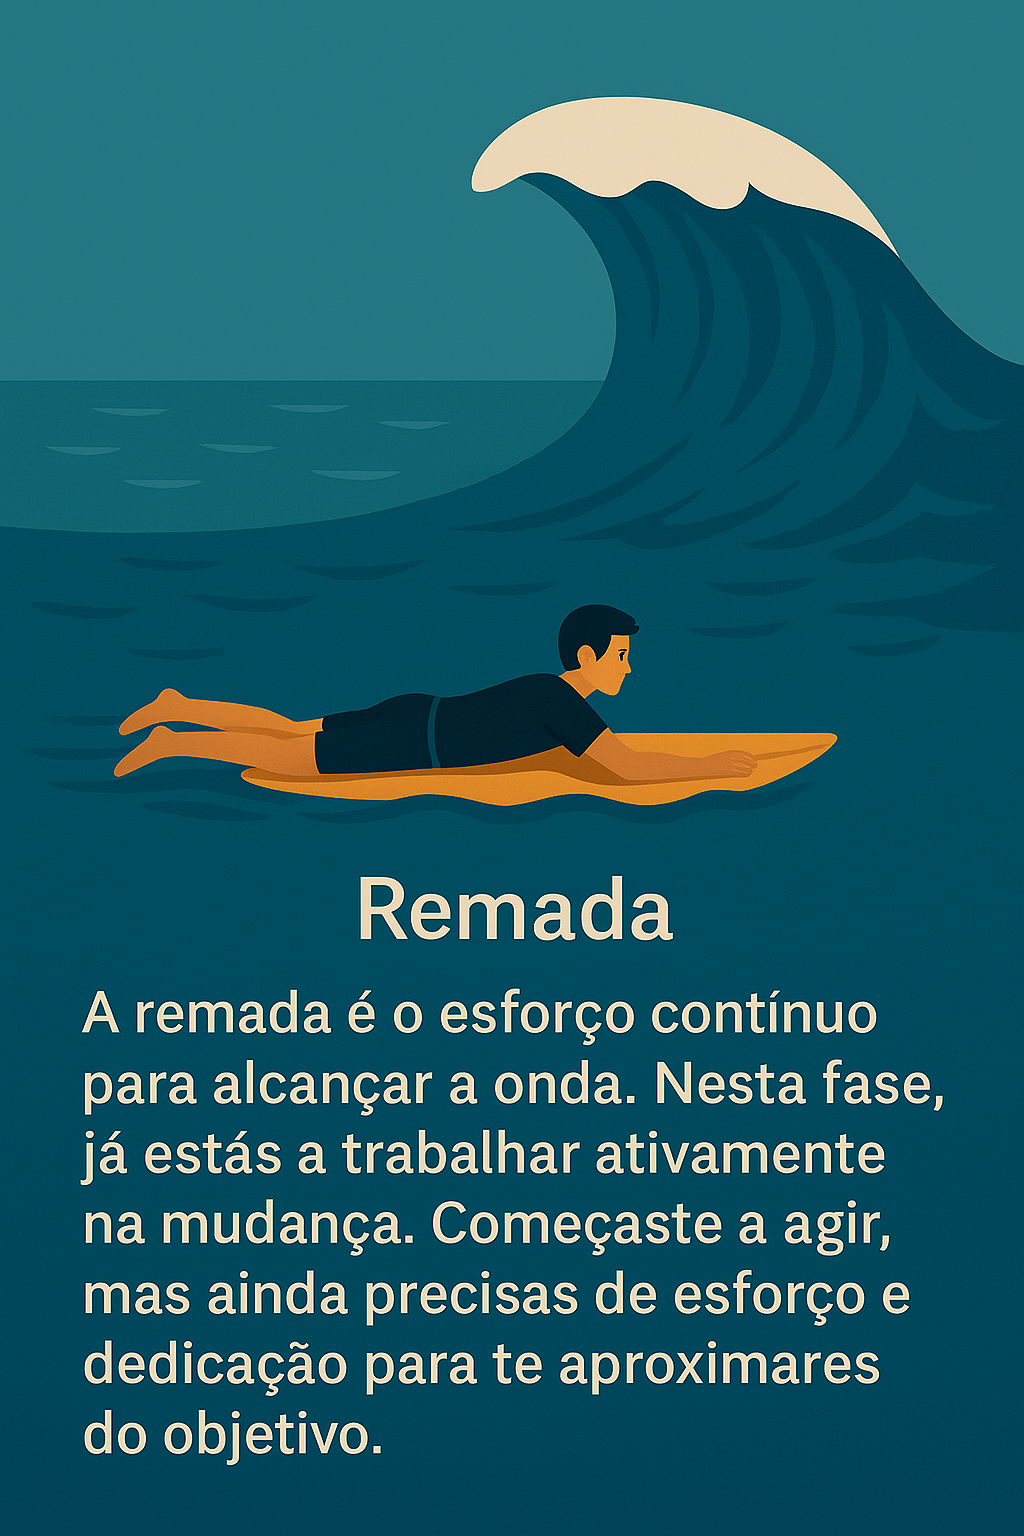 Remada
A remada é o esforço contínuo
para alcançar a onda. Nesta fase,
já estás a trabalhar ativamente
na mudança. Começaste a agir,
mas ainda precisas de esforço e
dedicação para te aproximares
do objetivo.